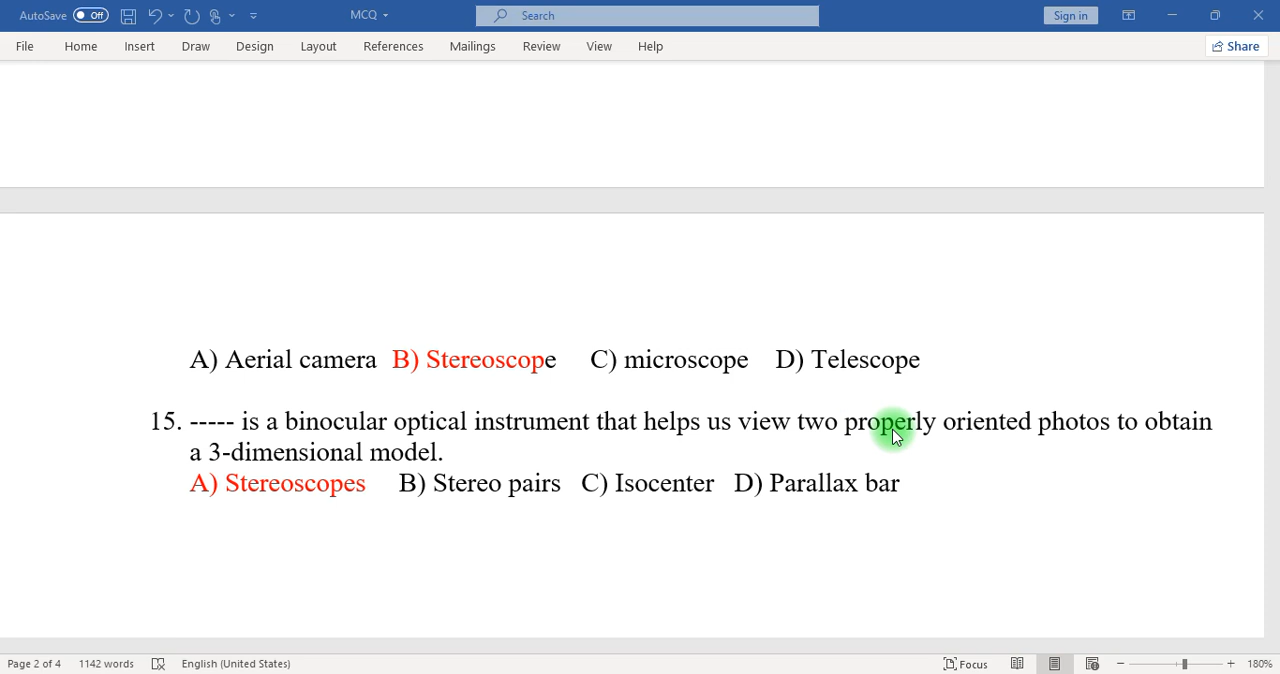 AutoSave Off MCQ Search Sign in
File Home Insert Draw Design Layout References Mailings Review View Help Share
A) Aerial camera B) Stereoscope C) microscope D) Telescope
15. ----- is a binocular optical instrument that helps us view two properly oriented photos to obtain
a 3-dimensional model.
A) Stereoscopes B) Stereo pairs C) Isocenter D) Parallax bar
Page 2 of 4 1142 words English (United States) Focus 180%